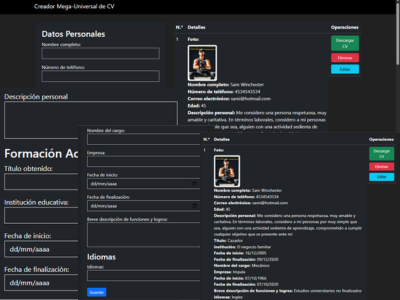 Creador Mega-Universal de CV
Datos Personales
Nombre completo:
Número de teléfono:
N.° Detalles Operaciones
1 Foto:
Descargar CV
Eliminar
Editar
Nombre completo: Sam Winchester
Número de teléfono: 4534543534
Correo electrónico: sami@hotmail.com
Edad: 45
Descripción personal: Me considero una persona respetuosa, muy
amable y caritativa. En términos laborales, considero a mi personas
de que sea, alguien con una actividad sedienta de
Descripción personal
Formación Ac
Título obtenido:
Institución educativa:
Fecha de inicio:
dd/mm/aaaa
Fecha de finalización:
dd/mm/aaaa
Nombre del cargo:
Empresa:
Fecha de inicio:
dd/mm/aaaa
Fecha de finalización:
dd/mm/aaaa
Breve descripción de funciones y logros:
Idiomas
Idiomas:
Guardar
N.° Detalles Operaciones
1 Foto:
Descargar CV
Eliminar
Editar
Nombre completo: Sam Winchester
Número de teléfono: 4534543534
Correo electrónico: sami@hotmail.com
Edad: 45
Descripción personal: Me considero una persona respetuosa, muy
amable y caritativa. En términos laborales, considero a mi personas por muy simple que
sea, alguien con una actividad sedienta de aprendizaje, comprometido a cumplir
cualquier objetivo que se presente ante mí
Título: Cazador
Institución: El negocio familiar
Fecha de inicio: 18/12/2005
Fecha de finalización: 09/12/2020
Nombre del cargo: Mecánico
Empresa: Impala
Fecha de inicio: 07/10/1966
Fecha de finalización: 07/10/2020
Breve descripción de funciones y logros: Estudios universitarios no finalizados
Idiomas: Ingles